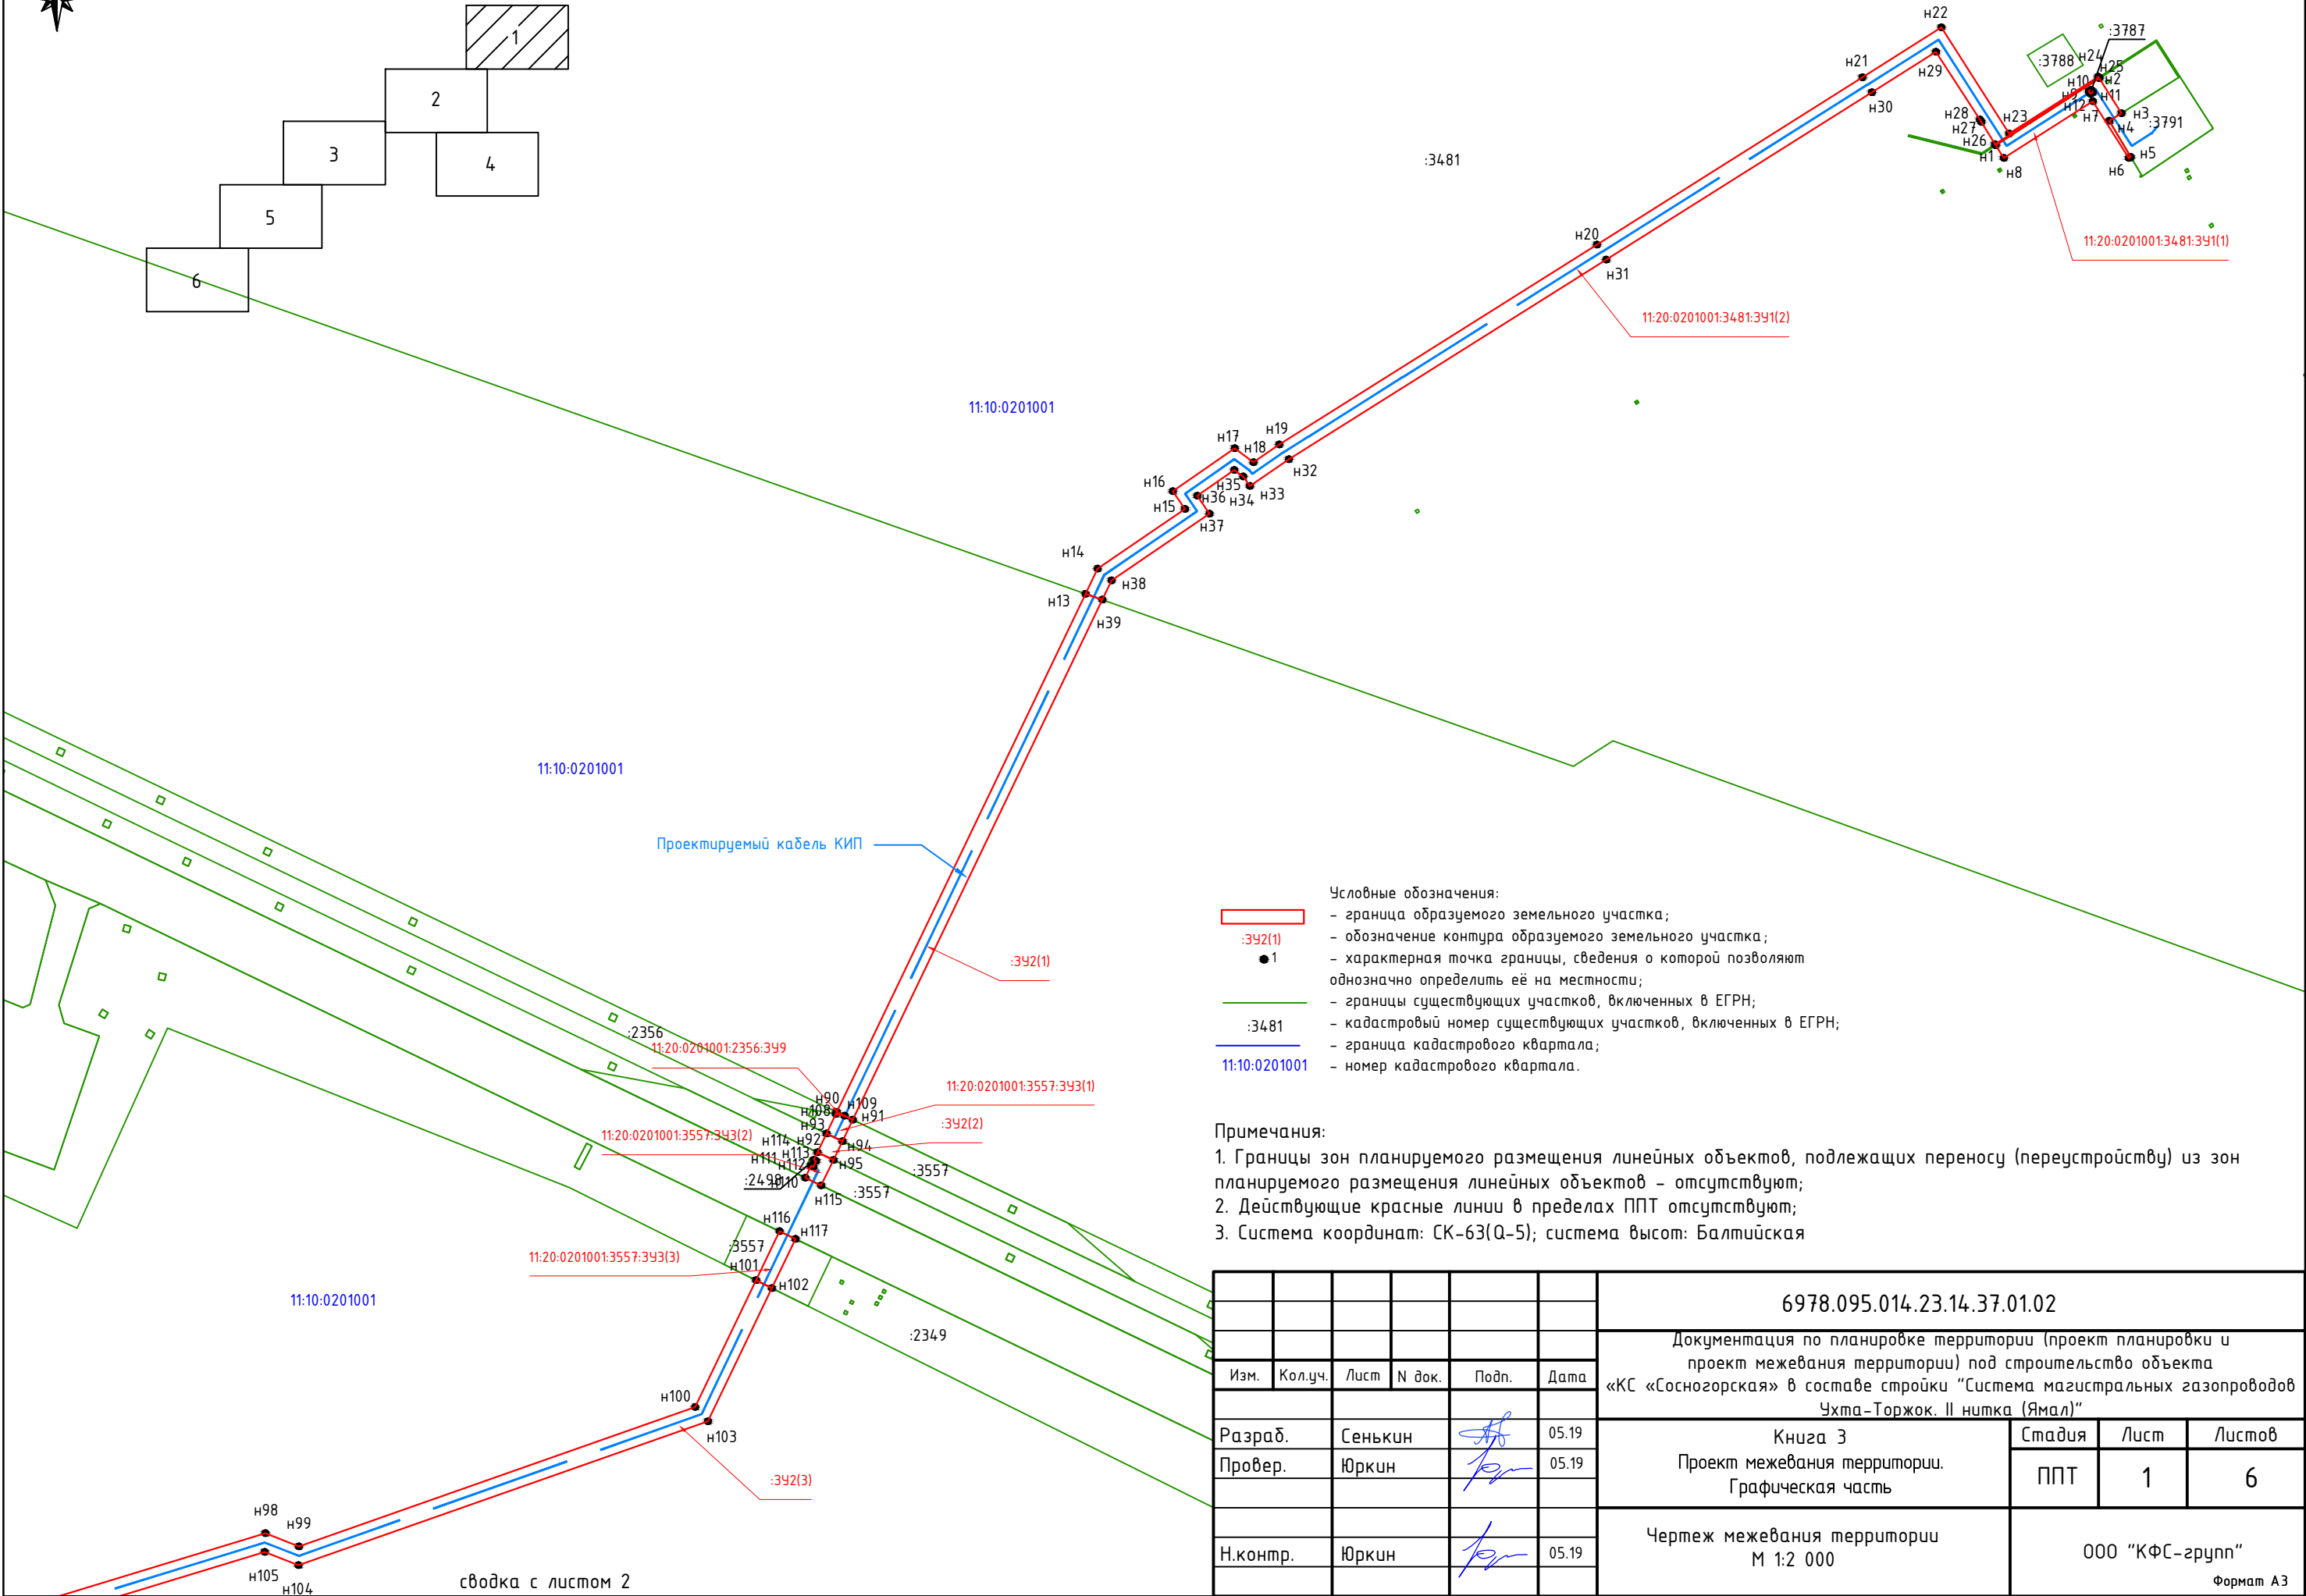 1
2
3
4
5
6
н22
:3787
н21
н24
:3788
н25
н29
н10
н2
н30
н9
н11
н12
н28
н23
н7
н3
н27
н4
:3791
н26
н1
н5
н8
н6
:3481
н20
11:20:0201001:3481:ЗУ1(1)
н31
11:20:0201001:3481:ЗУ1(2)
11:10:0201001
н17
н19
н18
н32
н16
н35
н36
н33
н15
н34
н37
н14
н38
н13
н39
11:10:0201001
Проектируемый кабель КИП
:ЗУ2(1)
:2356
11:20:0201001:2356:ЗУ9
11:20:0201001:3557:ЗУ3(1)
н90
н109
н108
н91
н93
:ЗУ2(2)
11:20:0201001:3557:ЗУ3(2)
н114
н92
н94
н113
н111
н112
н95
:3557
:2498
н110
:3557
н115
н116
н117
:3557
11:20:0201001:3557:ЗУ3(3)
н101
н102
11:10:0201001
:2349
н100
н103
:ЗУ2(3)
н98
н99
н105
н104
сводка с листом 2
Условные обозначения:
- граница образуемого земельного участка;
:ЗУ2(1) - обозначение контура образуемого земельного участка;
1 - характерная точка границы, сведения о которой позволяют
однозначно определить её на местности;
- границы существующих участков, включенных в ЕГРН;
:3481 - кадастровый номер существующих участков, включенных в ЕГРН;
- граница кадастрового квартала;
11:10:0201001 - номер кадастрового квартала.
Примечания:
1. Границы зон планируемого размещения линейных объектов, подлежащих переносу (переустройству) из зон
планируемого размещения линейных объектов - отсутствуют;
2. Действующие красные линии в пределах ППТ отсутствуют;
3. Система координат: СК-63(Q-5); система высот: Балтийская
6978.095.014.23.14.37.01.02
Документация по планировке территории (проект планировки и
проект межевания территории) под строительство объекта
«КС «Сосногорская» в составе стройки "Система магистральных газопроводов
Ухта-Торжок. II нитка (Ямал)"
Изм. Кол.уч. Лист N док. Подп. Дата
Разраб. Сенькин 05.19
Провер. Юркин 05.19
Н.контр. Юркин 05.19
Книга 3
Проект межевания территории.
Графическая часть
Стадия Лист Листов
ППТ 1 6
Чертеж межевания территории
М 1:2 000
ООО "КФС-групп"
Формат А3